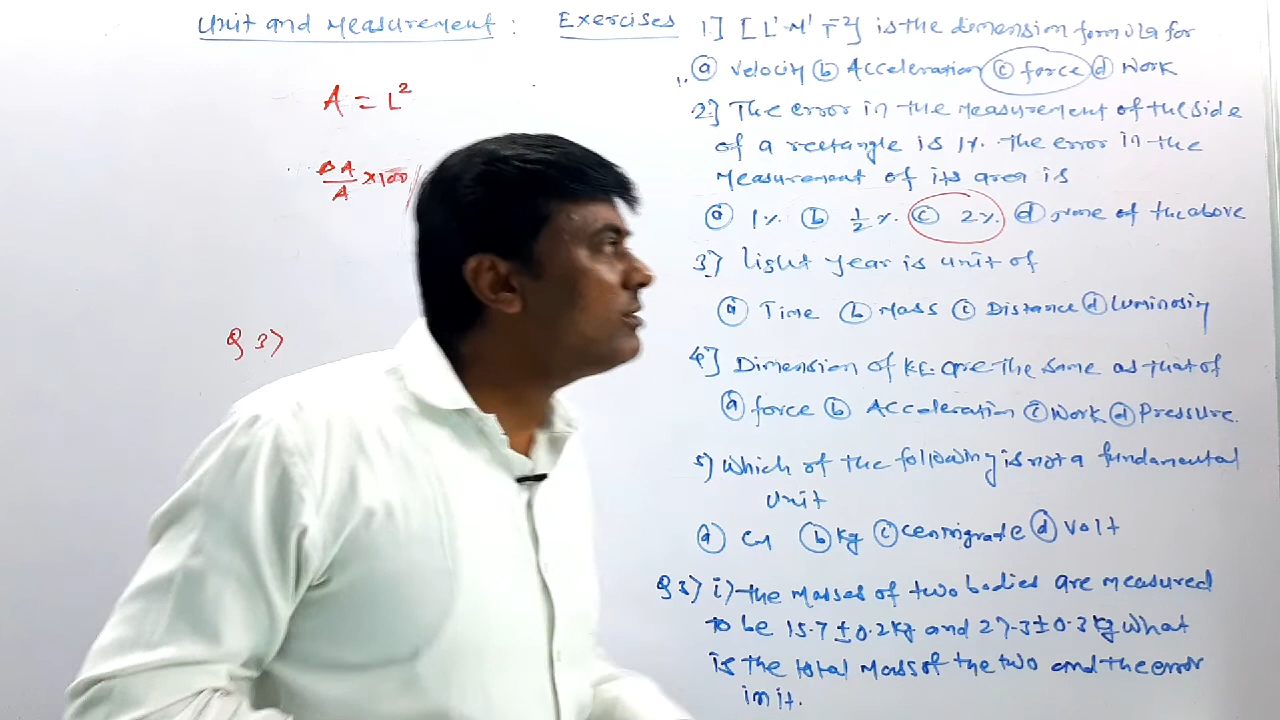 Unit and Measurement : Exercises
A = L²
ΔA/A ×100
Q 3)
1.] [L¹ M¹ T⁻²] is the dimension formula for
(a) velocity (b) Acceleration (c) force (d) Work
2.] The error in the measurement of the side
of a rectangle is 1%. the error in the
measurement of its area is
(a) 1%. (b) 1/2 %. (c) 2%. (d) none of the above
3.) light year is unit of
(a) Time (b) Mass (c) Distance (d) luminosity
4.] Dimension of K.E. are the same as that of
(a) force (b) Acceleration (c) Work (d) Pressure.
5) Which of the following is not a fundamental
unit
(a) cm (b) kg (c) centigrade (d) volt
Q 3) i) the masses of two bodies are measured
to be 15.7 ± 0.2 kg and 27.3 ± 0.3 kg what
is the total mass of the two and the error
in it.